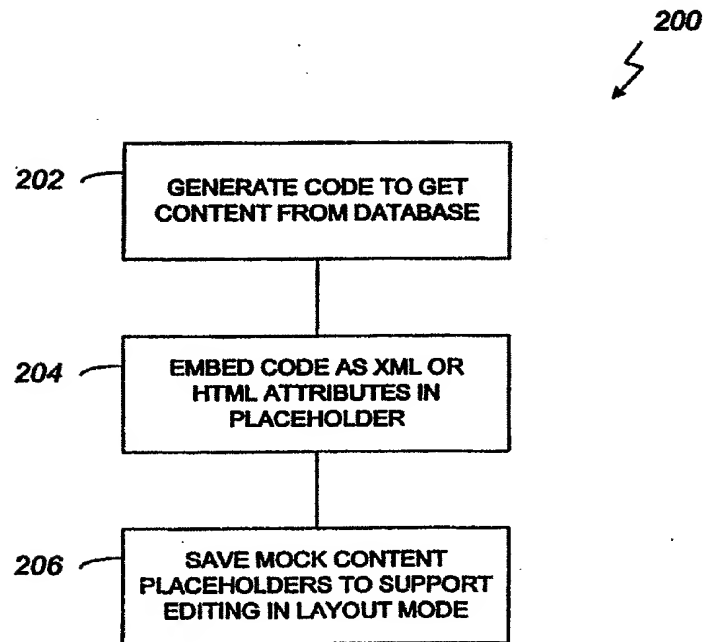 200
202
GENERATE CODE TO GET
CONTENT FROM DATABASE
204
EMBED CODE AS XML OR
HTML ATTRIBUTES IN
PLACEHOLDER
206
SAVE MOCK CONTENT
PLACEHOLDERS TO SUPPORT
EDITING IN LAYOUT MODE